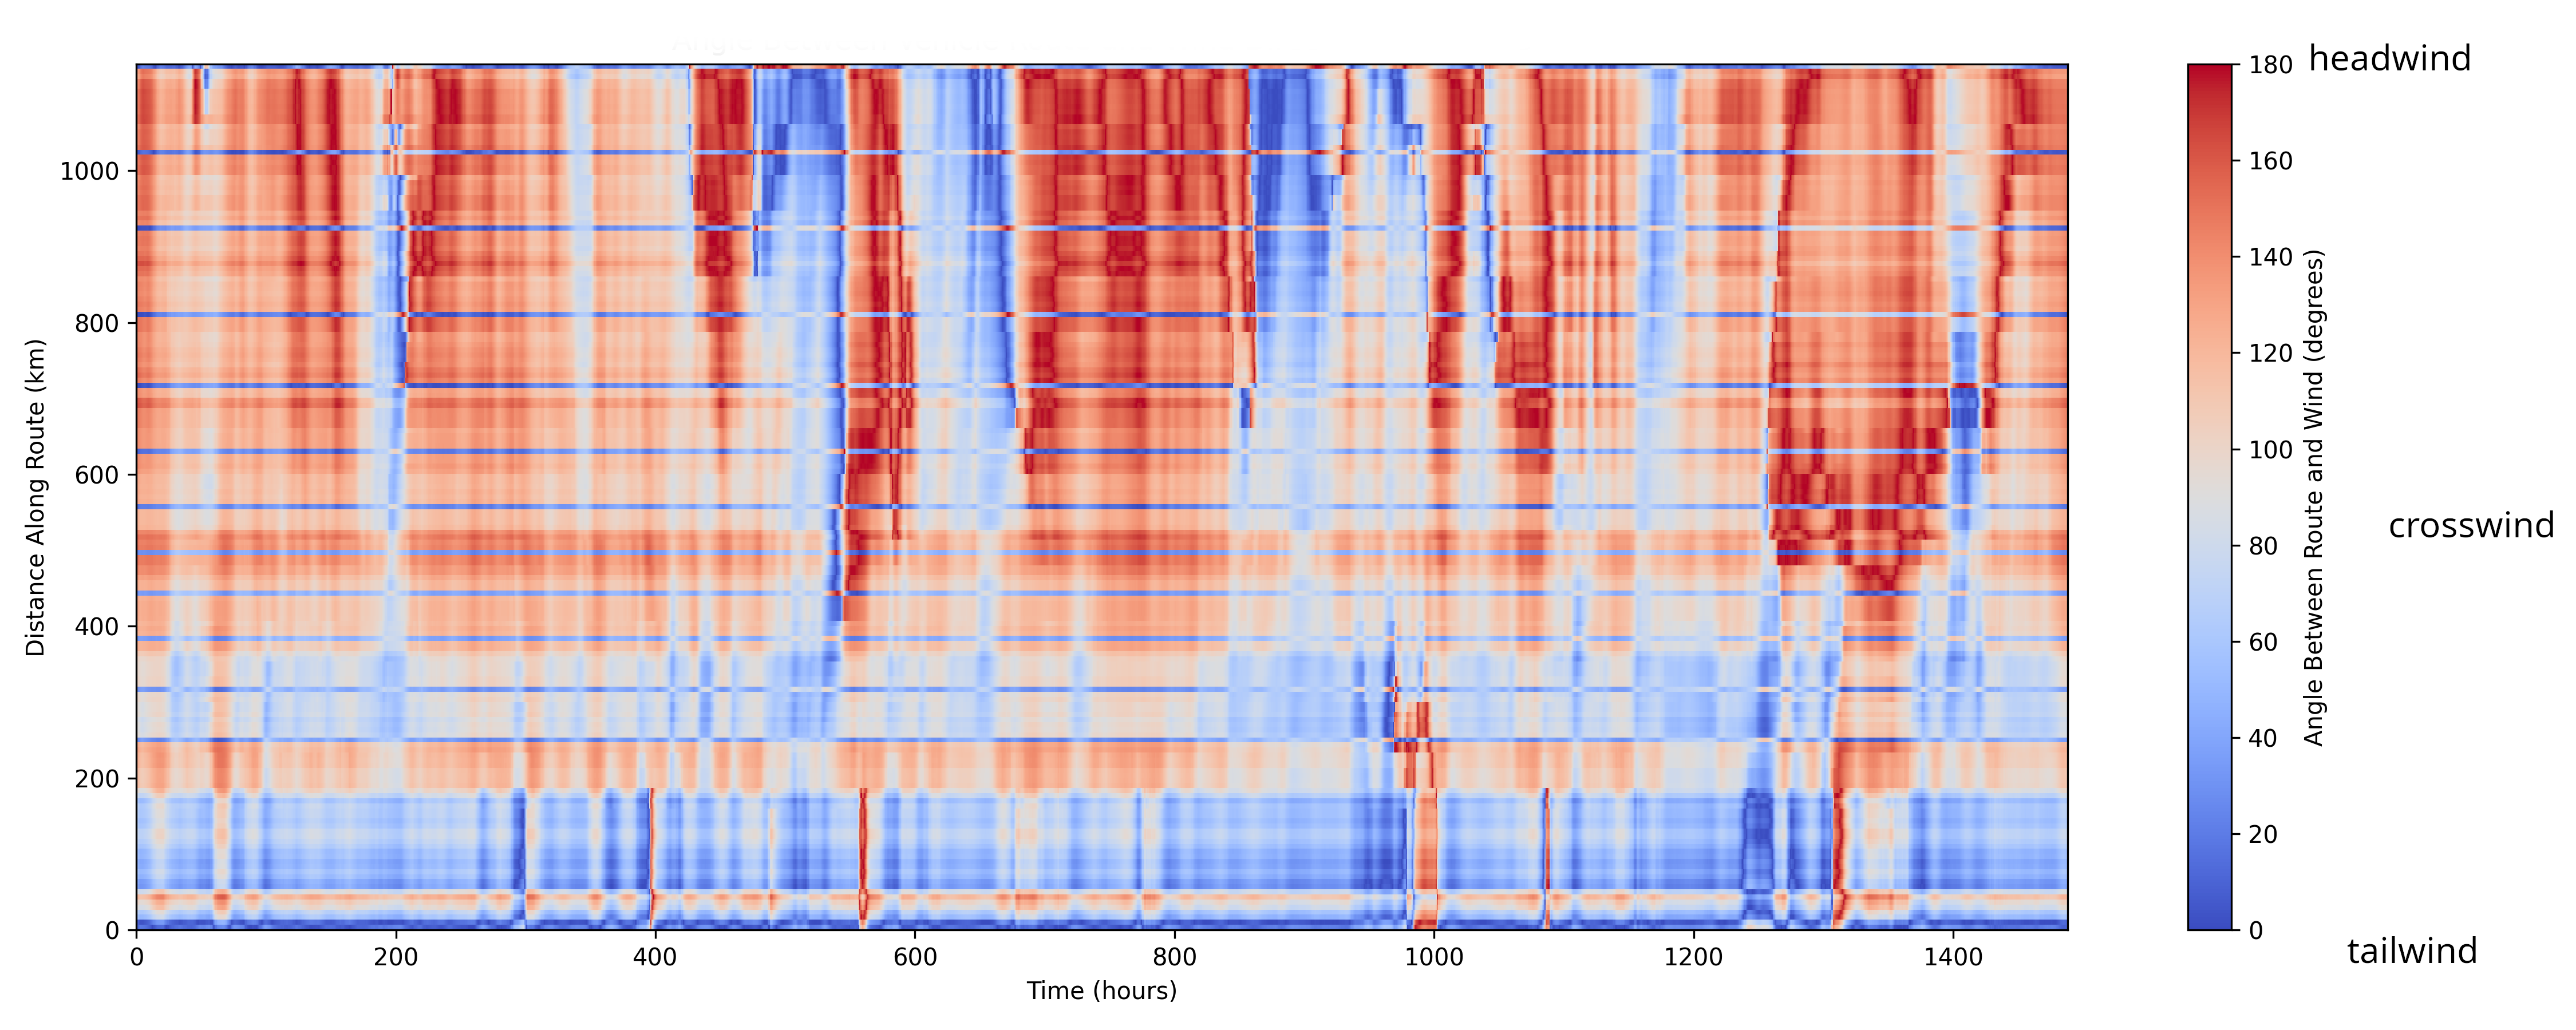 headwind
crosswind
tailwind
Angle Between Route and Wind (degrees)
180
160
140
120
100
80
60
40
20
0
Distance Along Route (km)
1000
800
600
400
200
0
0 200 400 600 800 1000 1200 1400
Time (hours)